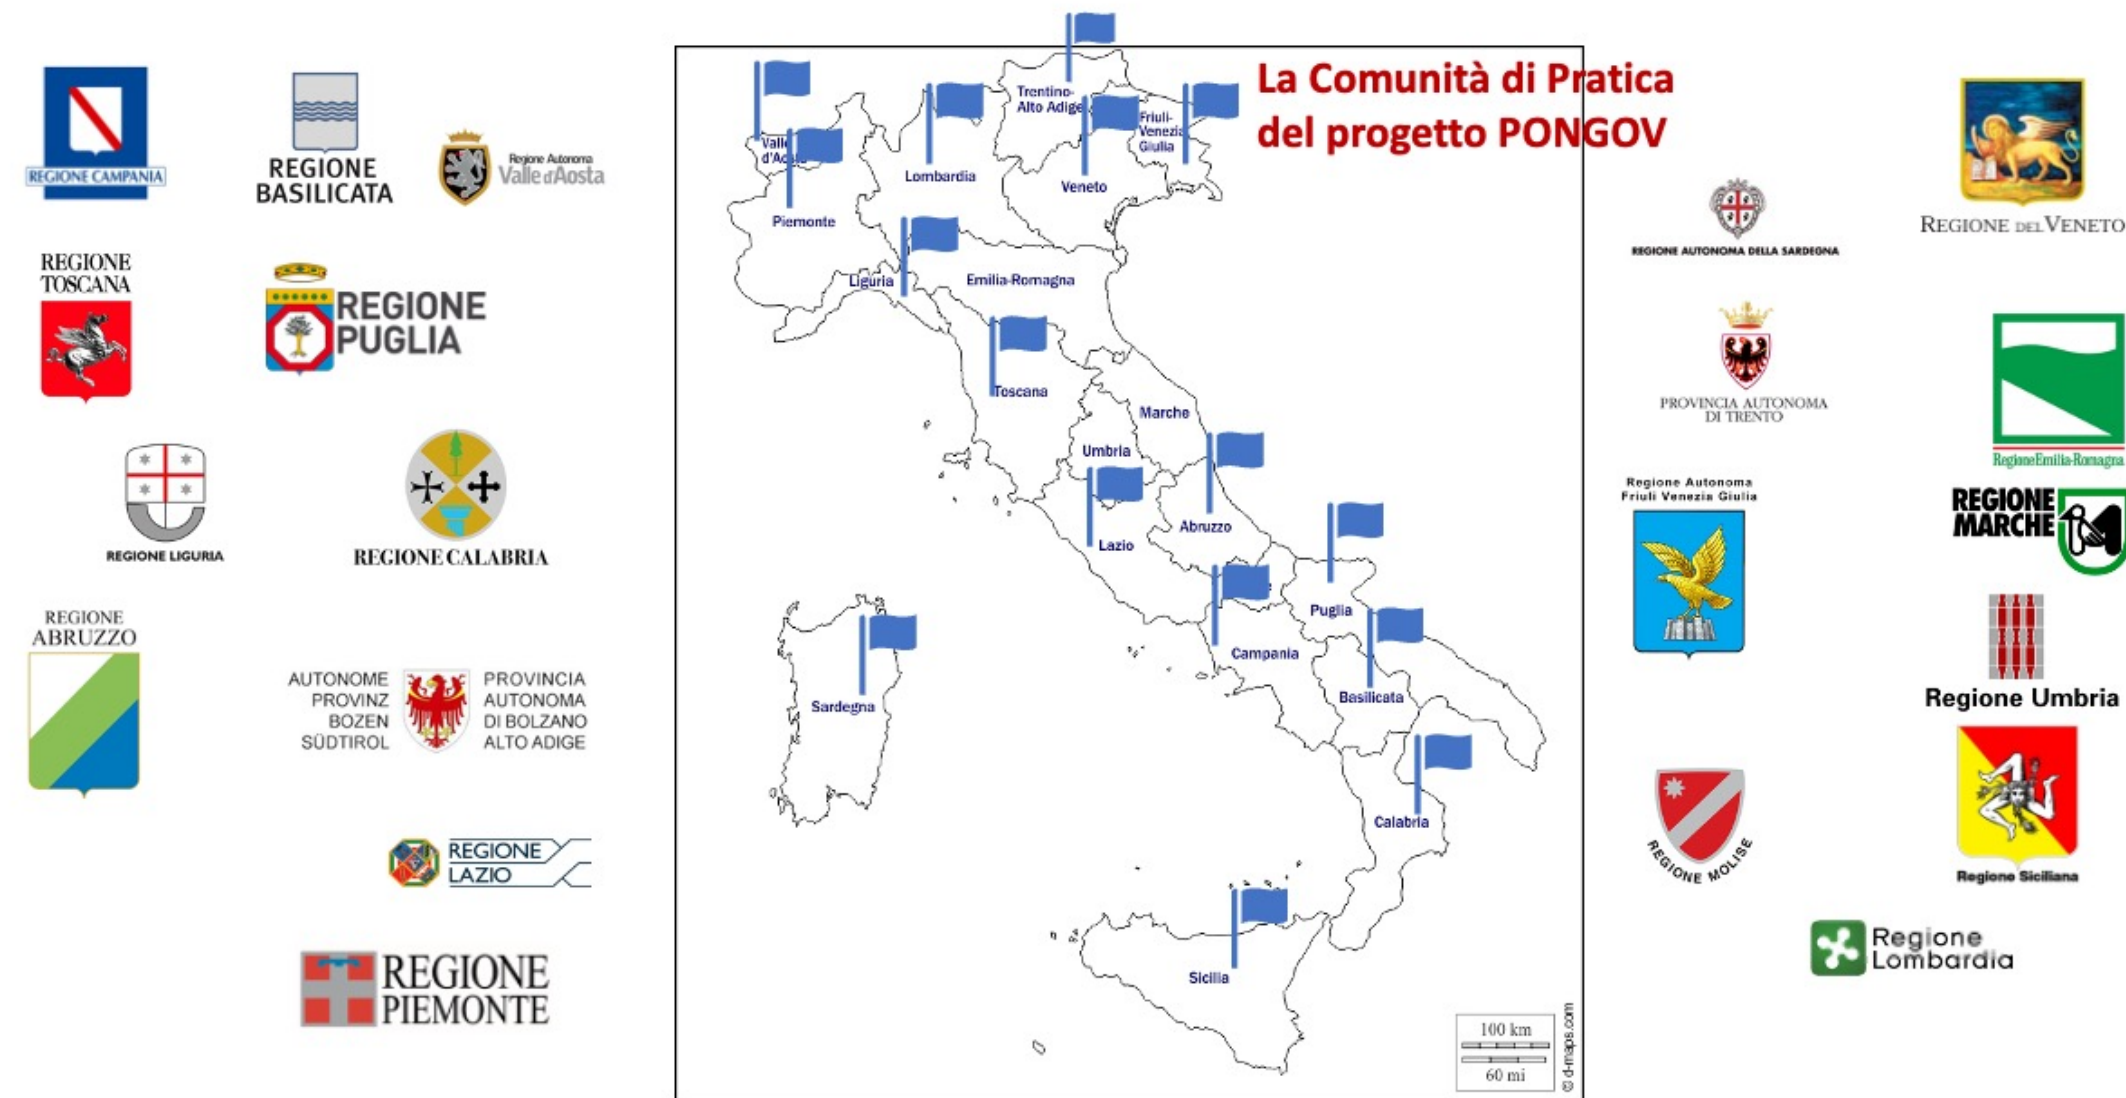 La Comunità di Pratica
del progetto PONGOV
REGIONE CAMPANIA
REGIONE
BASILICATA
Regione Autonoma
Valle d'Aosta
REGIONE
TOSCANA
REGIONE
PUGLIA
REGIONE LIGURIA
REGIONE CALABRIA
REGIONE
ABRUZZO
AUTONOME
PROVINZ
BOZEN
SÜDTIROL
PROVINCIA
AUTONOMA
DI BOLZANO
ALTO ADIGE
REGIONE
LAZIO
REGIONE
PIEMONTE
Trentino-
Alto Adige
Friuli-
Venezia
Giulia
Valle
Lombardia
Veneto
Piemonte
Liguria
Emilia-Romagna
Toscana
Marche
Umbria
Abruzzo
Lazio
Puglia
Campania
Basilicata
Sardegna
Calabria
Sicilia
100 km
60 mi
© d-maps.com
REGIONE AUTONOMA DELLA SARDEGNA
REGIONE DEL VENETO
PROVINCIA AUTONOMA
DI TRENTO
RegioneEmilia-Romagna
Regione Autonoma
Friuli Venezia Giulia
REGIONE
MARCHE
Regione Umbria
REGIONE MOLISE
Regione Siciliana
Regione
Lombardia